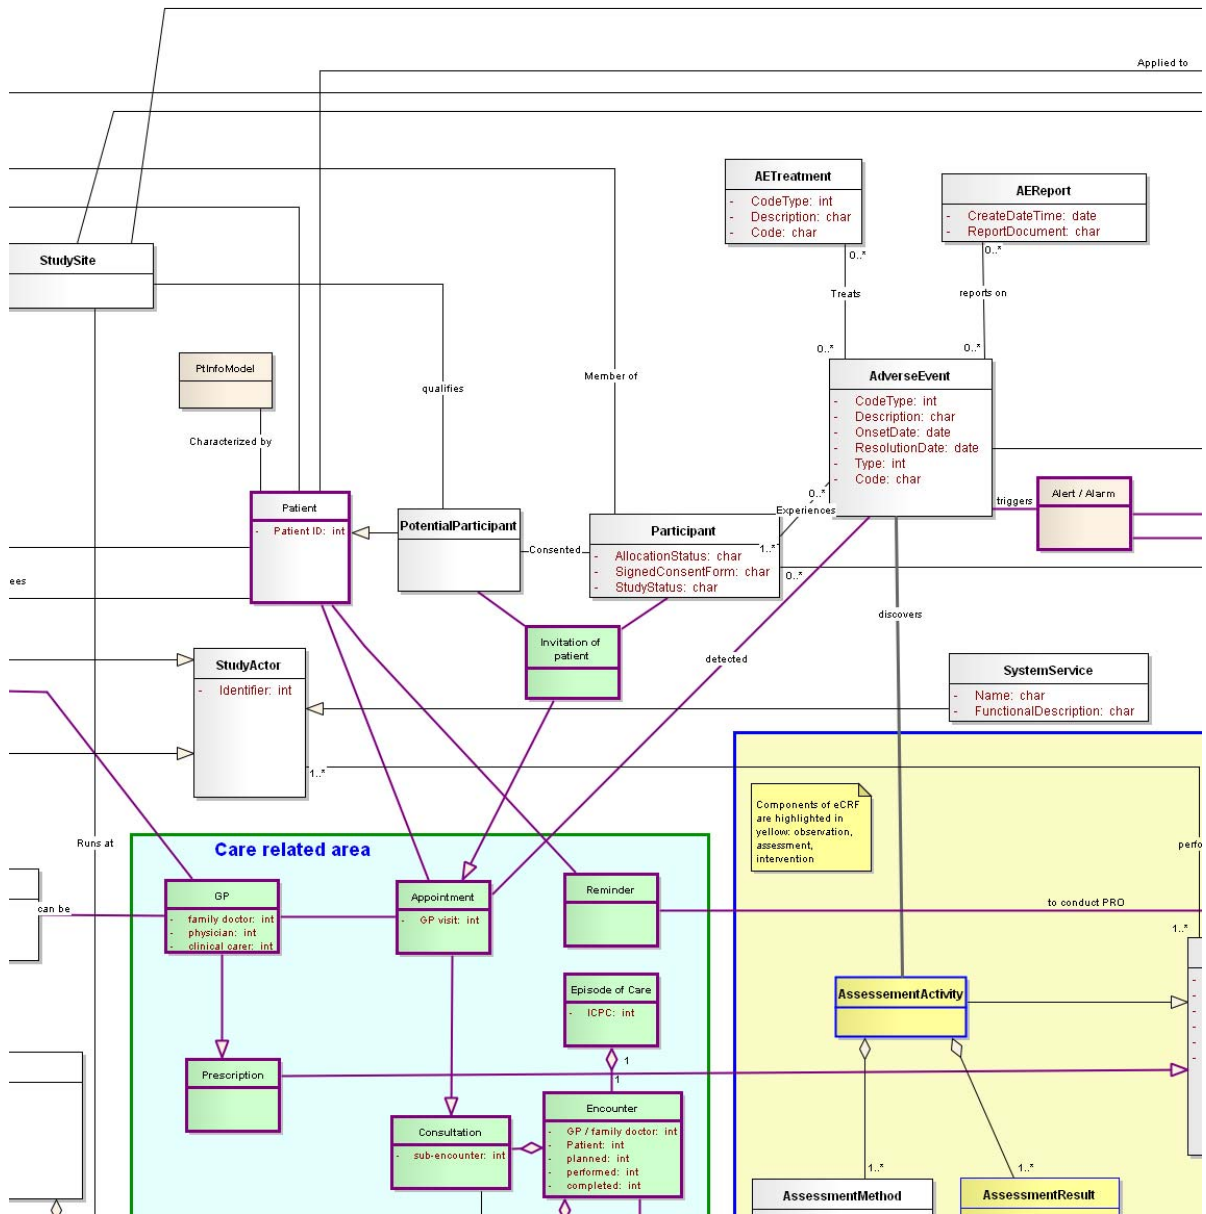 Applied to
AETreatment
- CodeType: int
- Description: char
- Code: char
0..*
AEReport
- CreateDateTime: date
- ReportDocument: char
0..*
StudySite
Treats
reports on
0..*
0..*
PtInfoModel
Characterized by
qualifies
Member of
AdverseEvent
- CodeType: int
- Description: char
- OnsetDate: date
- ResolutionDate: date
- Type: int
- Code: char
0..*
Experiences
1..*
triggers
Alert / Alarm
Patient
- Patient ID: int
PotentialParticipant
Consented
Participant
- AllocationStatus: char
- SignedConsentForm: char
- StudyStatus: char
0..*
ees
discovers
Invitation of
patient
detected
StudyActor
- Identifier: int
1..*
SystemService
- Name: char
- FunctionalDescription: char
Components of eCRF
are highlighted in
yellow: observation,
assessment,
intervention
Runs at
perfo
Care related area
can be
GP
- family doctor: int
- physician: int
- clinical carer: int
Appointment
- GP visit: int
Reminder
to conduct PRO
1..*
Episode of Care
- ICPC: int
1
1
AssessementActivity
-
-
-
-
-
-
Prescription
Consultation
- sub-encounter: int
Encounter
- GP / family doctor: int
- Patient: int
- planned: int
- performed: int
- completed: int
1..*
1..*
AssessmentMethod
AssessmentResult